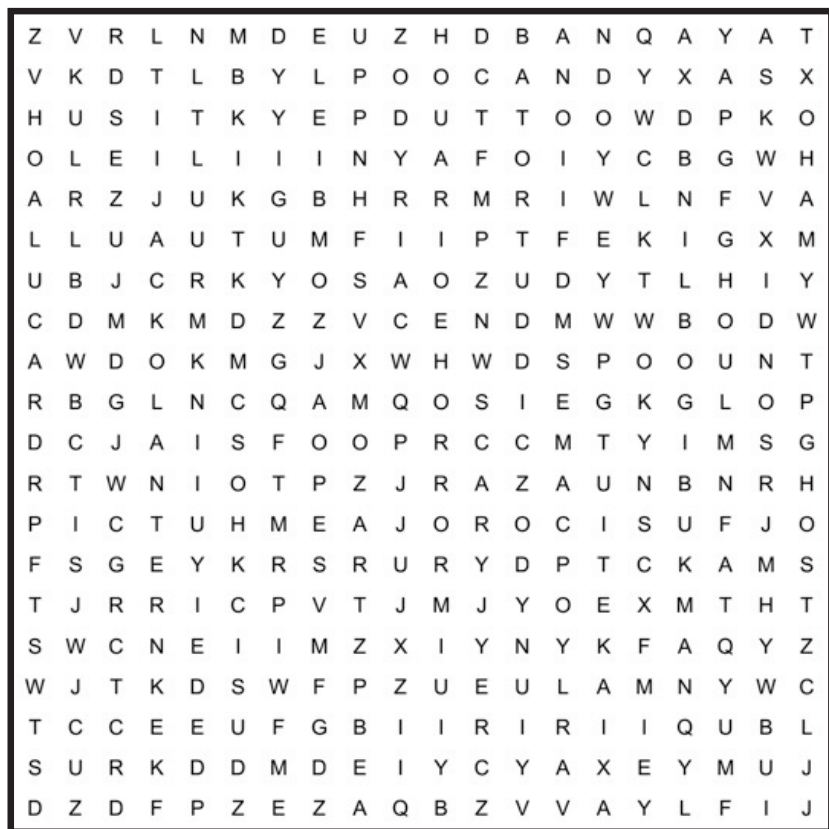 Z V R L N M D E U Z H D B A N Q A Y A T
V K D T L B Y L P O O C A N D Y X A S X
H U S I T K Y E P D U T T O O W D P K O
O L E I L I I I N Y A F O I Y C B G W H
A R Z J U K G B H R R M R I W L N F V A
L L U A U T U M F I I P T F E K I G X M
U B J C R K Y O S A O Z U D Y T L H I Y
C D M K M D Z Z V C E N D M W W B O D W
A W D O K M G J X W H W D S P O O U N T
R B G L N C Q A M Q O S I E G K G L O P
D C J A I S F O O P R C C M T Y I M S G
R T W N I O T P Z J R A Z A U N B N R H
P I C T U H M E A J O R O C I S U F J O
F S G E Y K R S R U R Y D P T C K A M S
T J R R I C P V T J M J Y O E X M T H T
S W C N E I I M Z X I Y N Y K F A Q Y Z
W J T K D S W F P Z U E U L A M N Y W C
T C C E E U F G B I I R I R I I Q U B L
S U R K D D M D E I Y C Y A X E Y M U J
D Z D F P Z E Z A Q B Z V V A Y L F I J